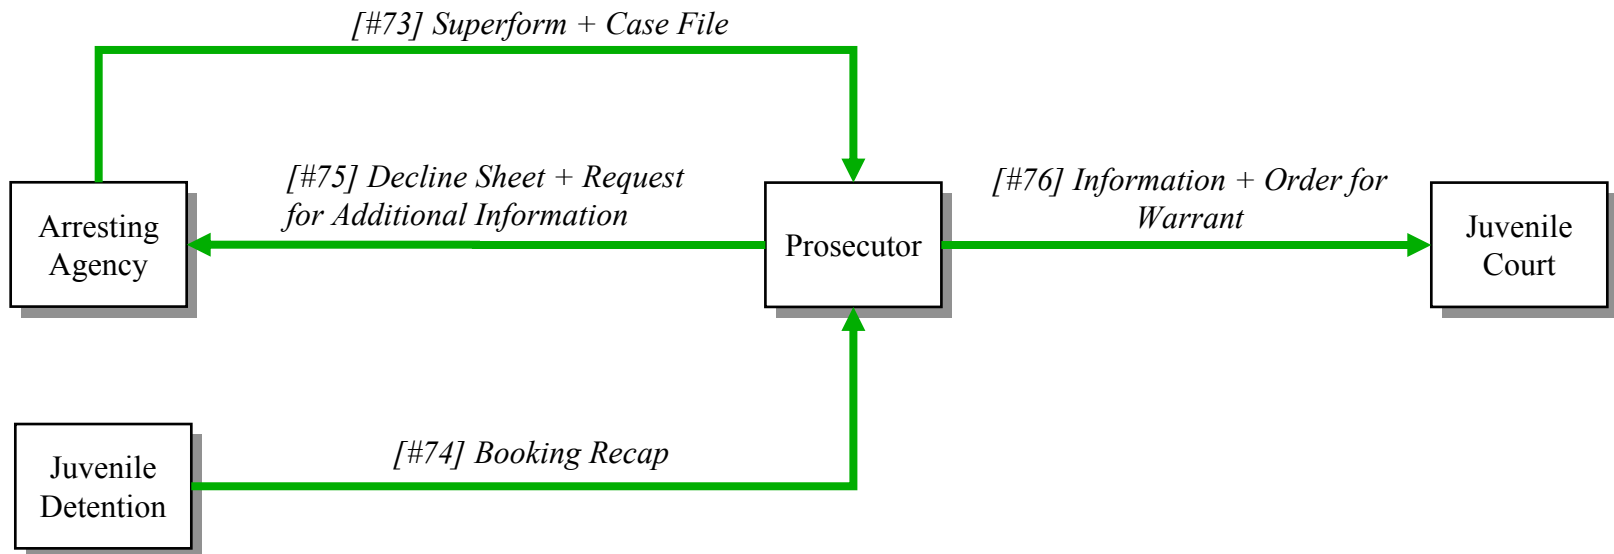 [#73] Superform + Case File
[#75] Decline Sheet + Request
for Additional Information
[#76] Information + Order for
Warrant
Arresting
Agency
Prosecutor
Juvenile
Court
[#74] Booking Recap
Juvenile
Detention